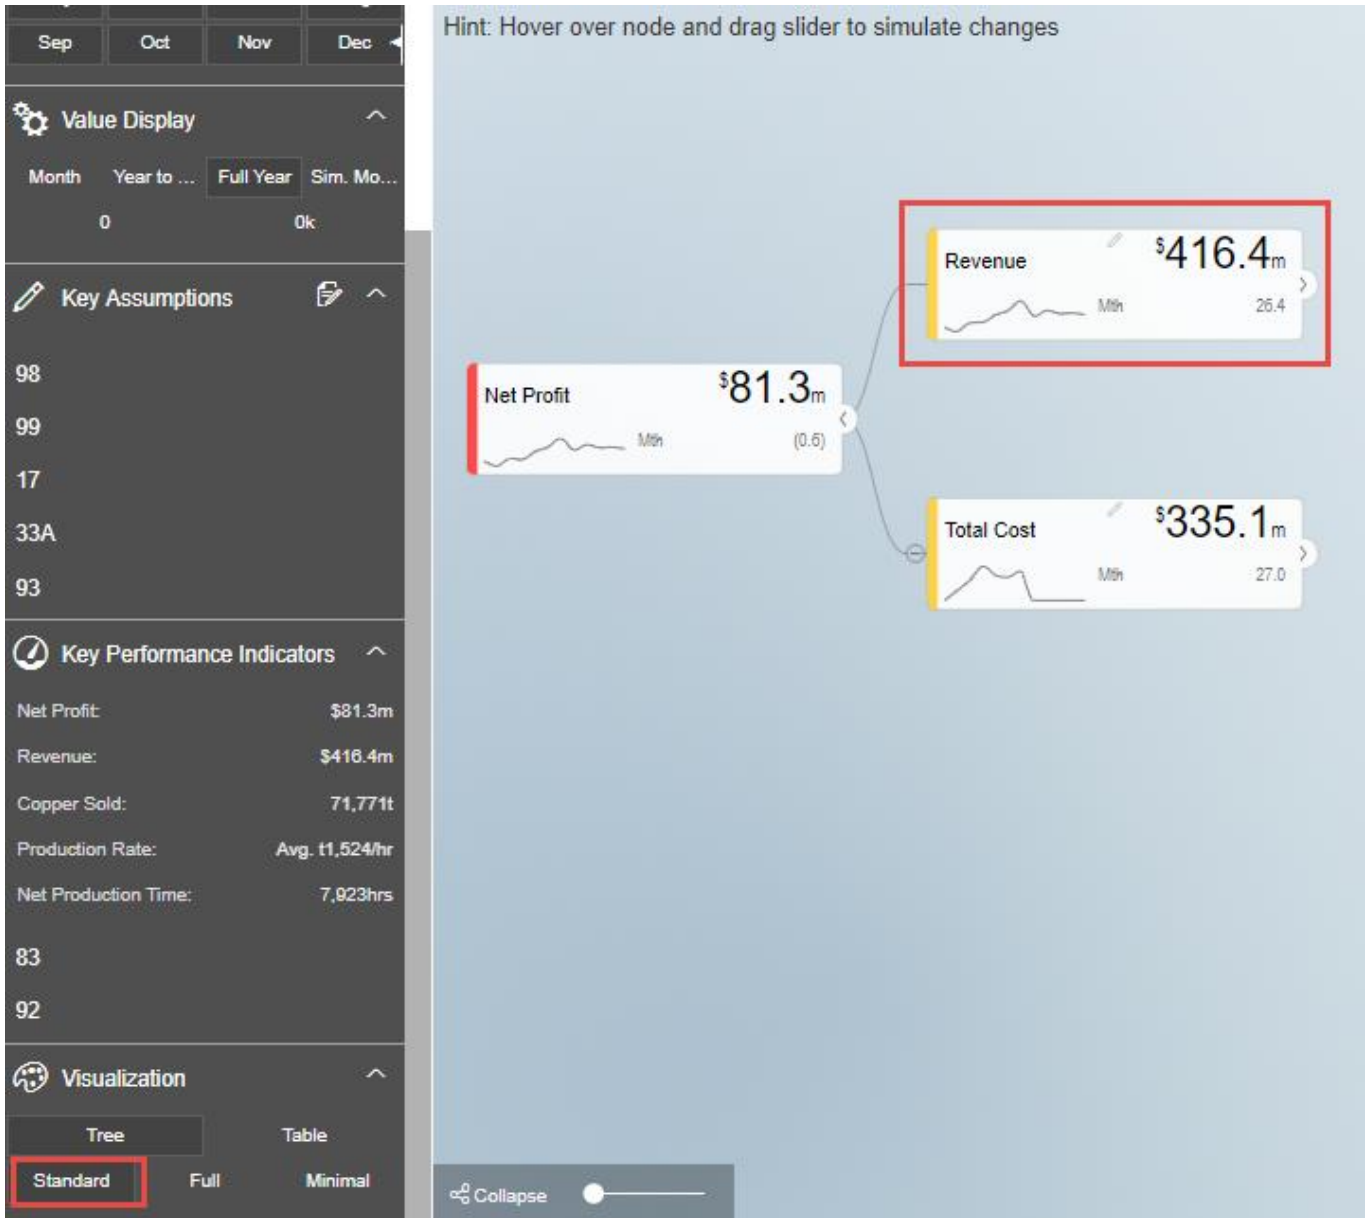 Sep Oct Nov Dec
Value Display
Month Year to ... Full Year Sim. Mo...
0 0k
Key Assumptions
98
99
17
33A
93
Key Performance Indicators
Net Profit: $81.3m
Revenue: $416.4m
Copper Sold: 71,771t
Production Rate: Avg. t1,524/hr
Net Production Time: 7,923hrs
83
92
Visualization
Tree Table
Standard Full Minimal
Hint: Hover over node and drag slider to simulate changes
Revenue $416.4m
Mth 26.4
Net Profit $81.3m
Mth (0.6)
Total Cost $335.1m
Mth 27.0
Collapse